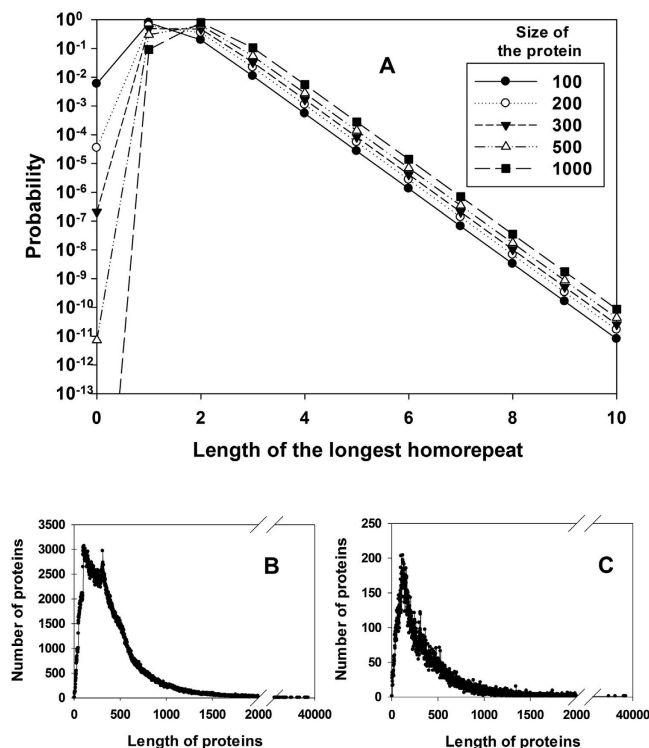 Probability
10⁰
10⁻¹
10⁻²
10⁻³
10⁻⁴
10⁻⁵
10⁻⁶
10⁻⁷
10⁻⁸
10⁻⁹
10⁻¹⁰
10⁻¹¹
10⁻¹²
10⁻¹³
A
Size of
the protein
100
200
300
500
1000
0 2 4 6 8 10
Length of the longest homorepeat
Number of proteins
3500
3000
2500
2000
1500
1000
500
0
B
0 500 1000 1500 2000 40000
Length of proteins
Number of proteins
250
200
150
100
50
0
C
0 500 1000 1500 2000 40000
Length of proteins